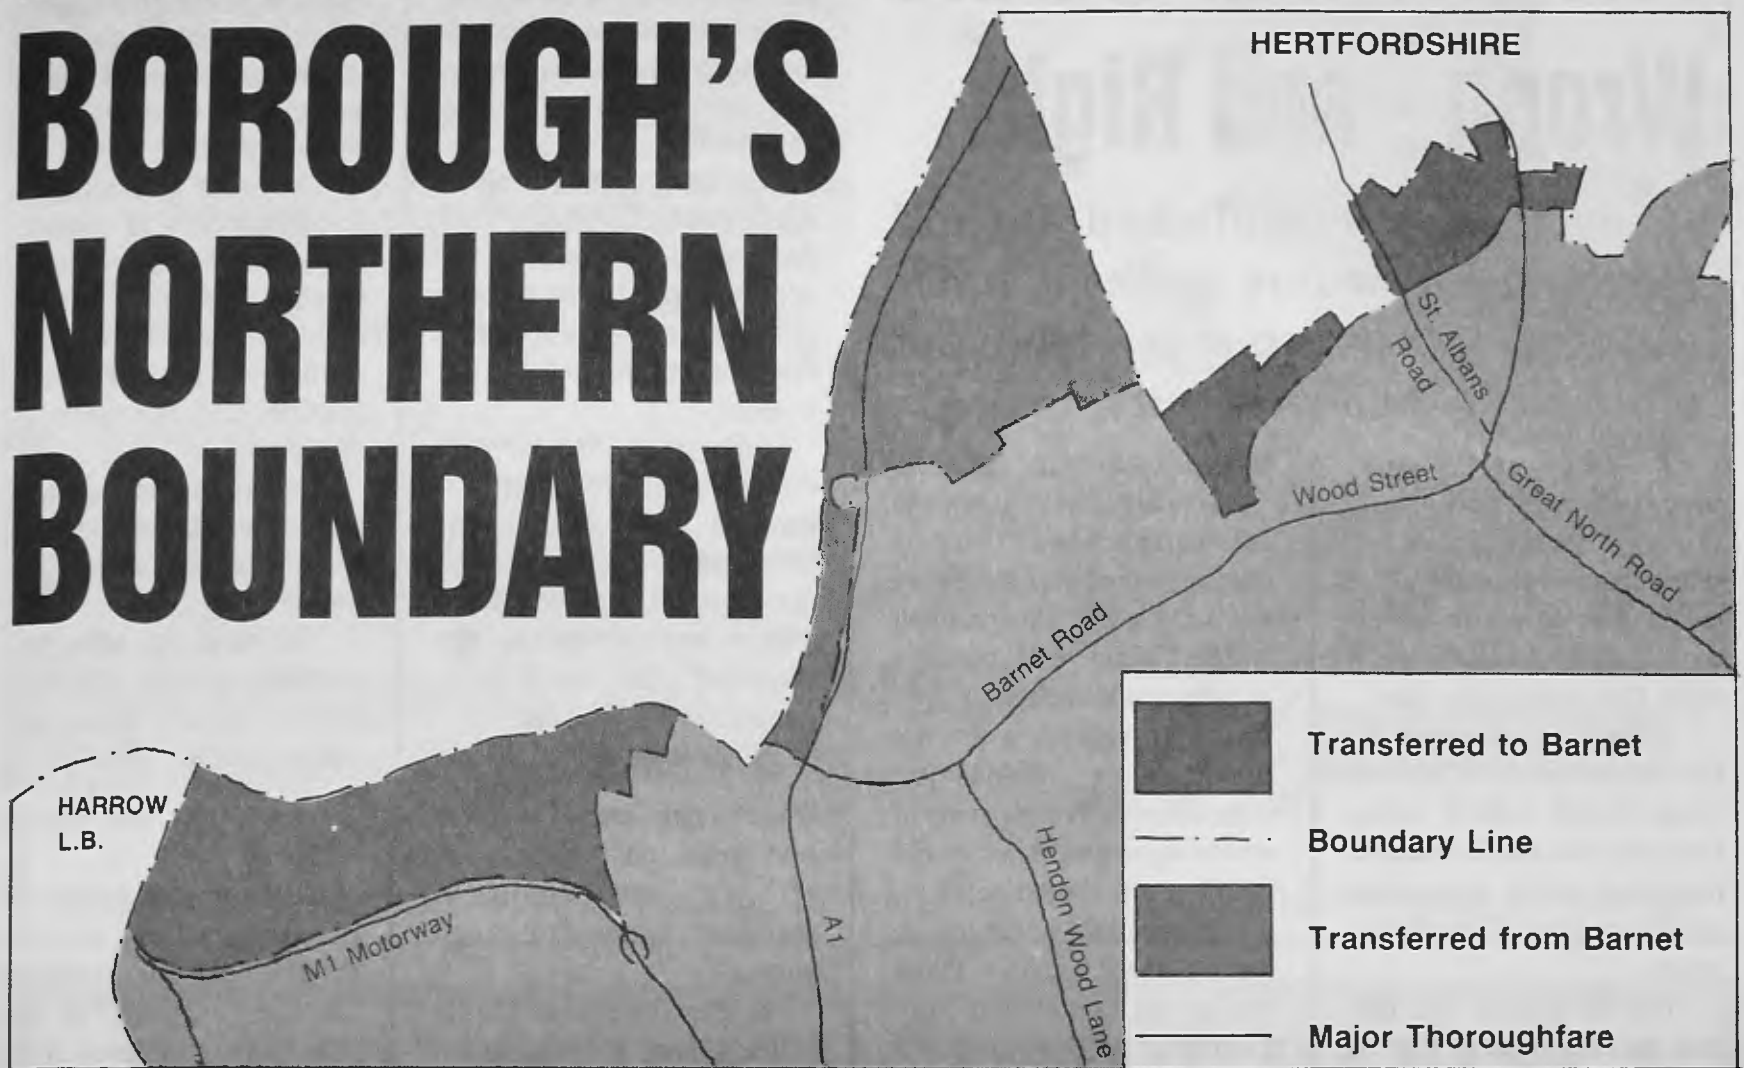 BOROUGH'S
NORTHERN
BOUNDARY
HERTFORDSHIRE
St. Albans
Road
Wood Street
Great North Road
Barnet Road
HARROW
L.B.
M1 Motorway
A1
Hendon Wood Lane
Transferred to Barnet
Boundary Line
Transferred from Barnet
Major Thoroughfare